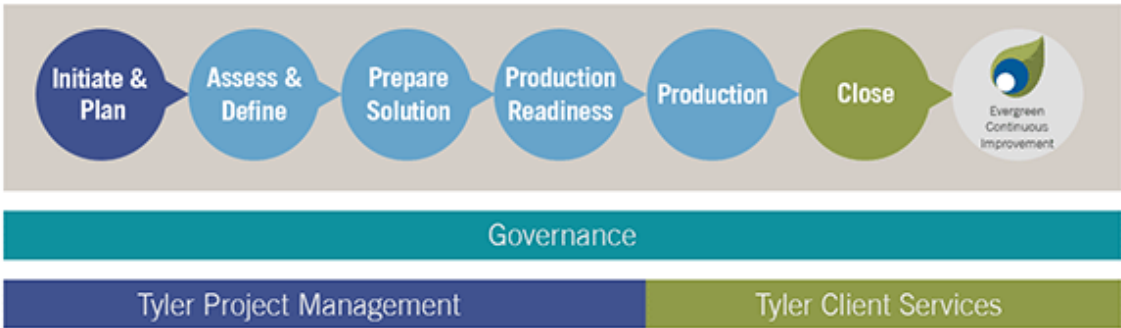 Initiate &
Plan
Assess &
Define
Prepare
Solution
Production
Readiness
Production
Close
Evergreen
Continuous
Improvement
Governance
Tyler Project Management
Tyler Client Services